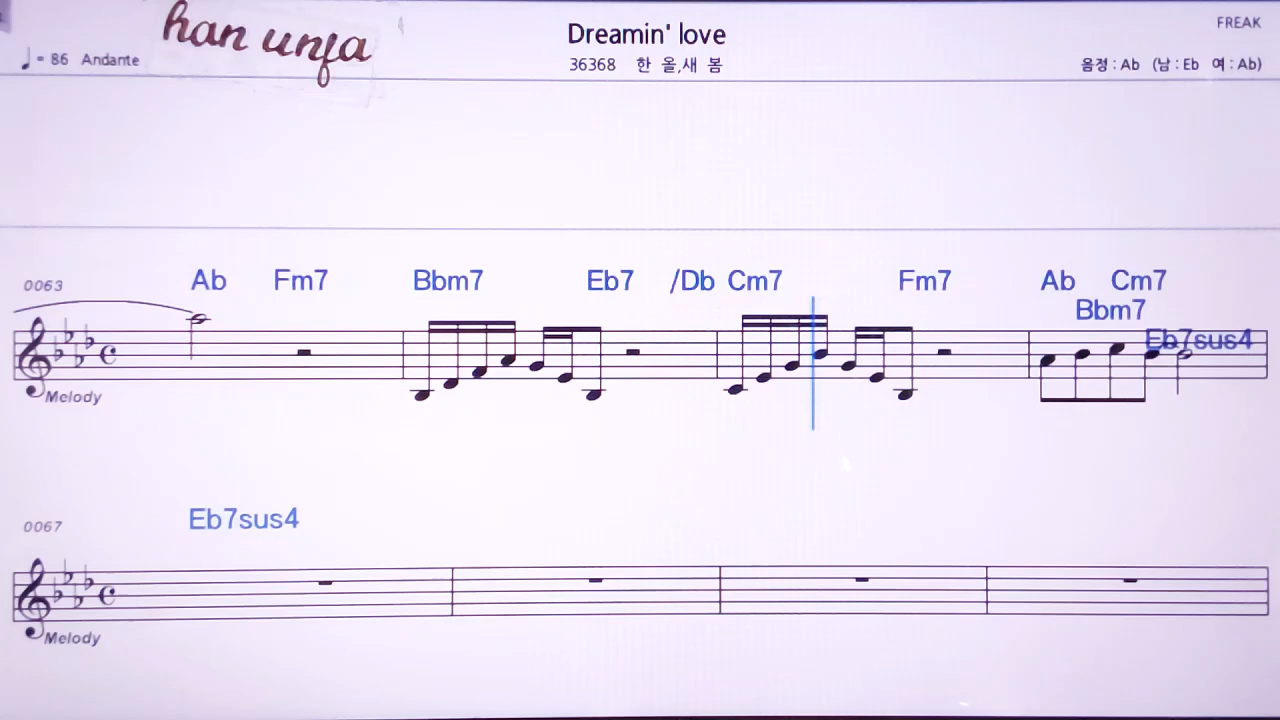 han unja
Dreamin' love
FREAK
♩ = 86 Andante
36368 한 올,새 봄
음정 : Ab (남 : Eb 여 : Ab)
0063
Ab Fm7 Bbm7 Eb7 /Db Cm7 Fm7 Ab Cm7
Bbm7
Eb7sus4
Melody
0067
Eb7sus4
Melody